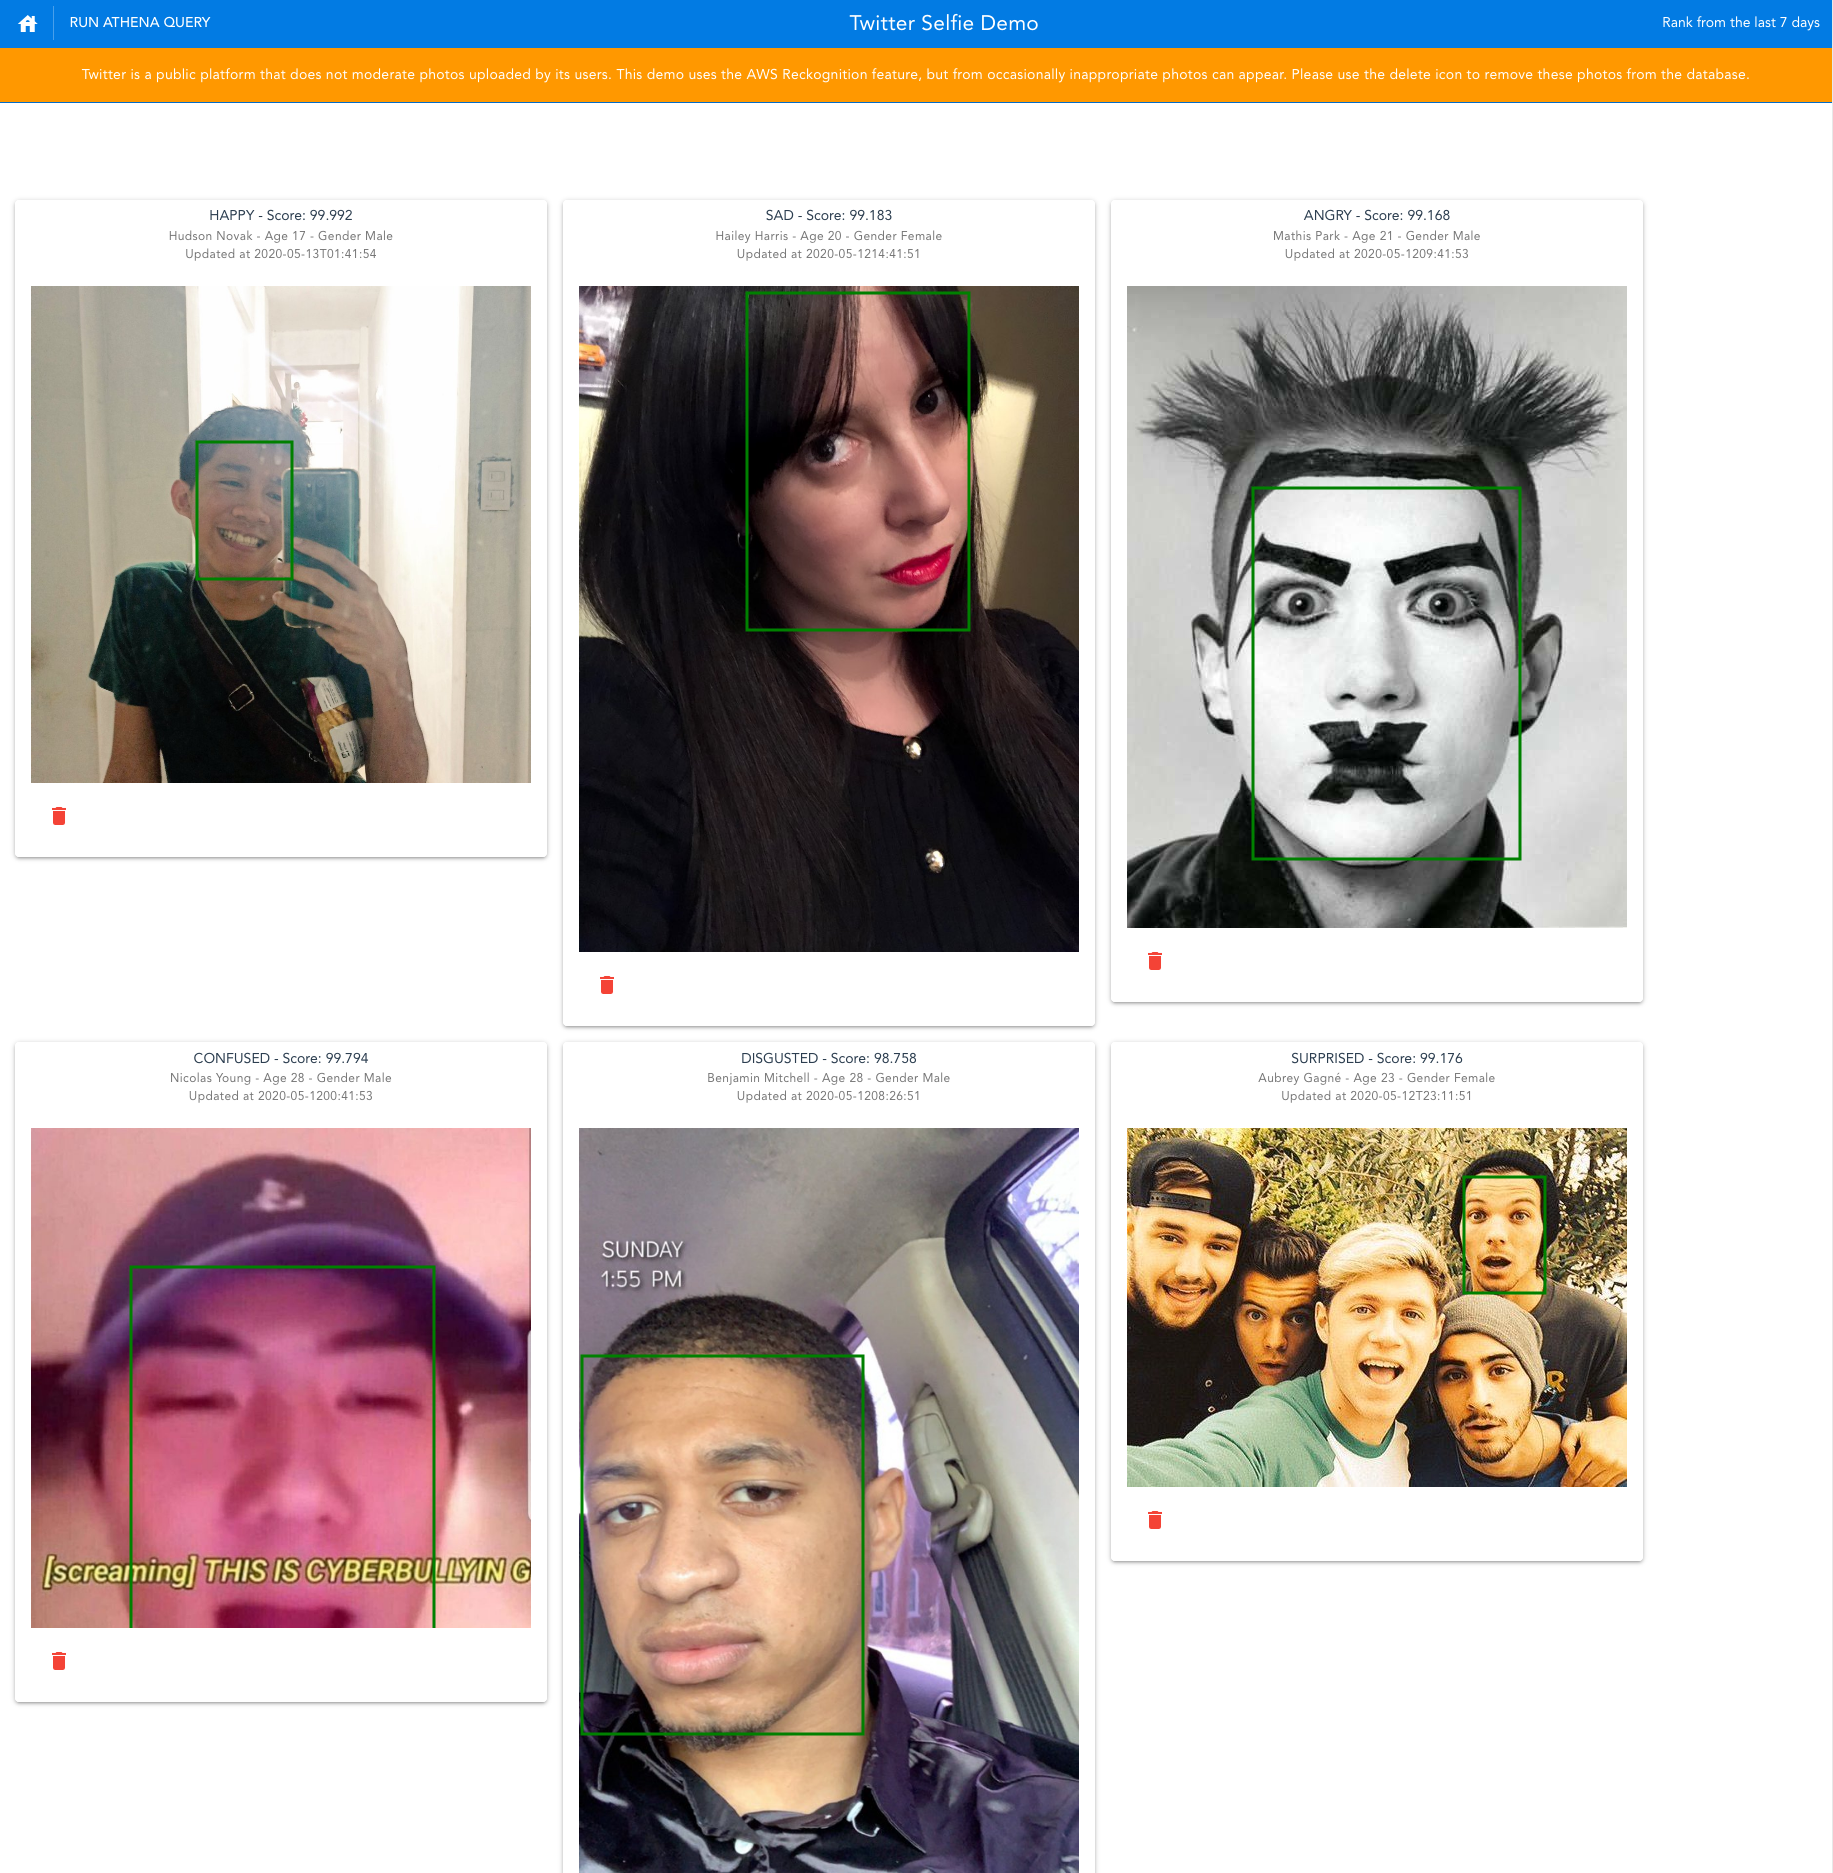 RUN ATHENA QUERY
Twitter Selfie Demo
Rank from the last 7 days
Twitter is a public platform that does not moderate photos uploaded by its users. This demo uses the AWS Reckognition feature, but from occasionally inappropriate photos can appear. Please use the delete icon to remove these photos from the database.
HAPPY - Score: 99.992
Hudson Novak - Age 17 - Gender Male
Updated at 2020-05-13T01:41:54
SAD - Score: 99.183
Hailey Harris - Age 20 - Gender Female
Updated at 2020-05-1214:41:51
ANGRY - Score: 99.168
Mathis Park - Age 21 - Gender Male
Updated at 2020-05-1209:41:53
CONFUSED - Score: 99.794
Nicolas Young - Age 28 - Gender Male
Updated at 2020-05-1200:41:53
[screaming] THIS IS CYBERBULLYIN G
DISGUSTED - Score: 98.758
Benjamin Mitchell - Age 28 - Gender Male
Updated at 2020-05-1208:26:51
SUNDAY
1:55 PM
SURPRISED - Score: 99.176
Aubrey Gagné - Age 23 - Gender Female
Updated at 2020-05-12T23:11:51